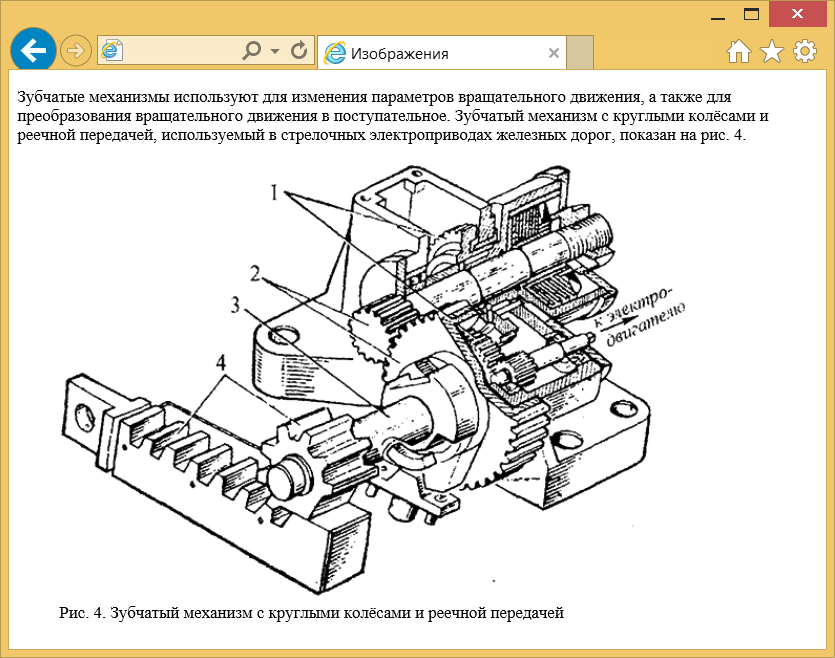 Изображения
Зубчатые механизмы используют для изменения параметров вращательного движения, а также для
преобразования вращательного движения в поступательное. Зубчатый механизм с круглыми колёсами и
реечной передачей, используемый в стрелочных электроприводах железных дорог, показан на рис. 4.
1
2
3
4
к электро-
двигателю
Рис. 4. Зубчатый механизм с круглыми колёсами и реечной передачей